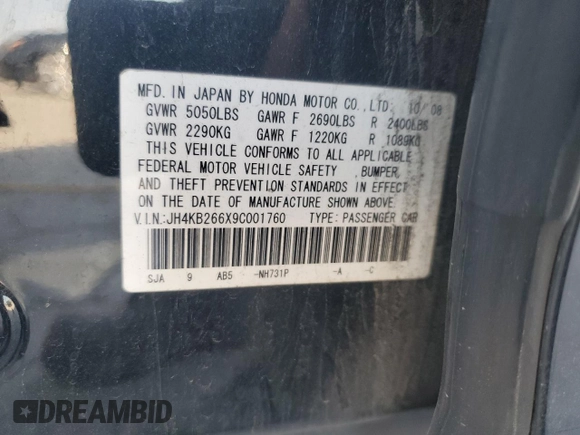 MFD. IN JAPAN BY HONDA MOTOR CO., LTD. 10/08
GVWR 5050LBS GAWR F 2690LBS R 2400LBS
GVWR 2290KG GAWR F 1220KG R 1089KG
THIS VEHICLE CONFORMS TO ALL APPLICABLE
FEDERAL MOTOR VEHICLE SAFETY , BUMPER,
AND THEFT PREVENTION STANDARDS IN EFFECT
ON THE DATE OF MANUFACTURE SHOWN ABOVE.
V.I.N.:JH4KB266X9C001760 TYPE: PASSENGER CAR
SJA 9 AB5 -NH731P -A -C
DREAMBID